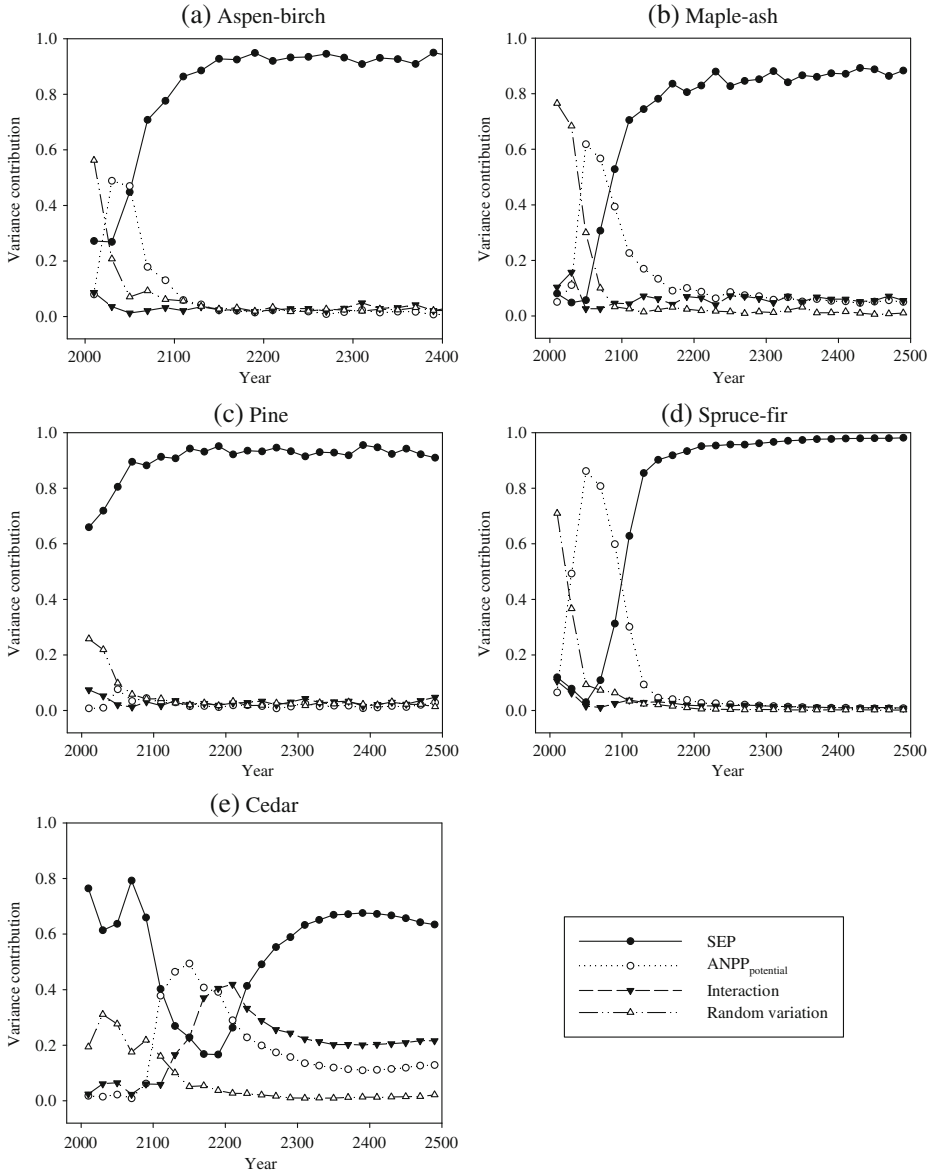 (a) Aspen-birch
1.0
0.8
0.6
0.4
0.2
0.0
Variance contribution
2000 2100 2200 2300 2400
Year
(b) Maple-ash
1.0
0.8
0.6
0.4
0.2
0.0
Variance contribution
2000 2100 2200 2300 2400 2500
Year
(c) Pine
1.0
0.8
0.6
0.4
0.2
0.0
Variance contribution
2000 2100 2200 2300 2400 2500
Year
(d) Spruce-fir
1.0
0.8
0.6
0.4
0.2
0.0
Variance contribution
2000 2100 2200 2300 2400 2500
Year
(e) Cedar
1.0
0.8
0.6
0.4
0.2
0.0
Variance contribution
2000 2100 2200 2300 2400 2500
Year
SEP
ANPPpotential
Interaction
Random variation